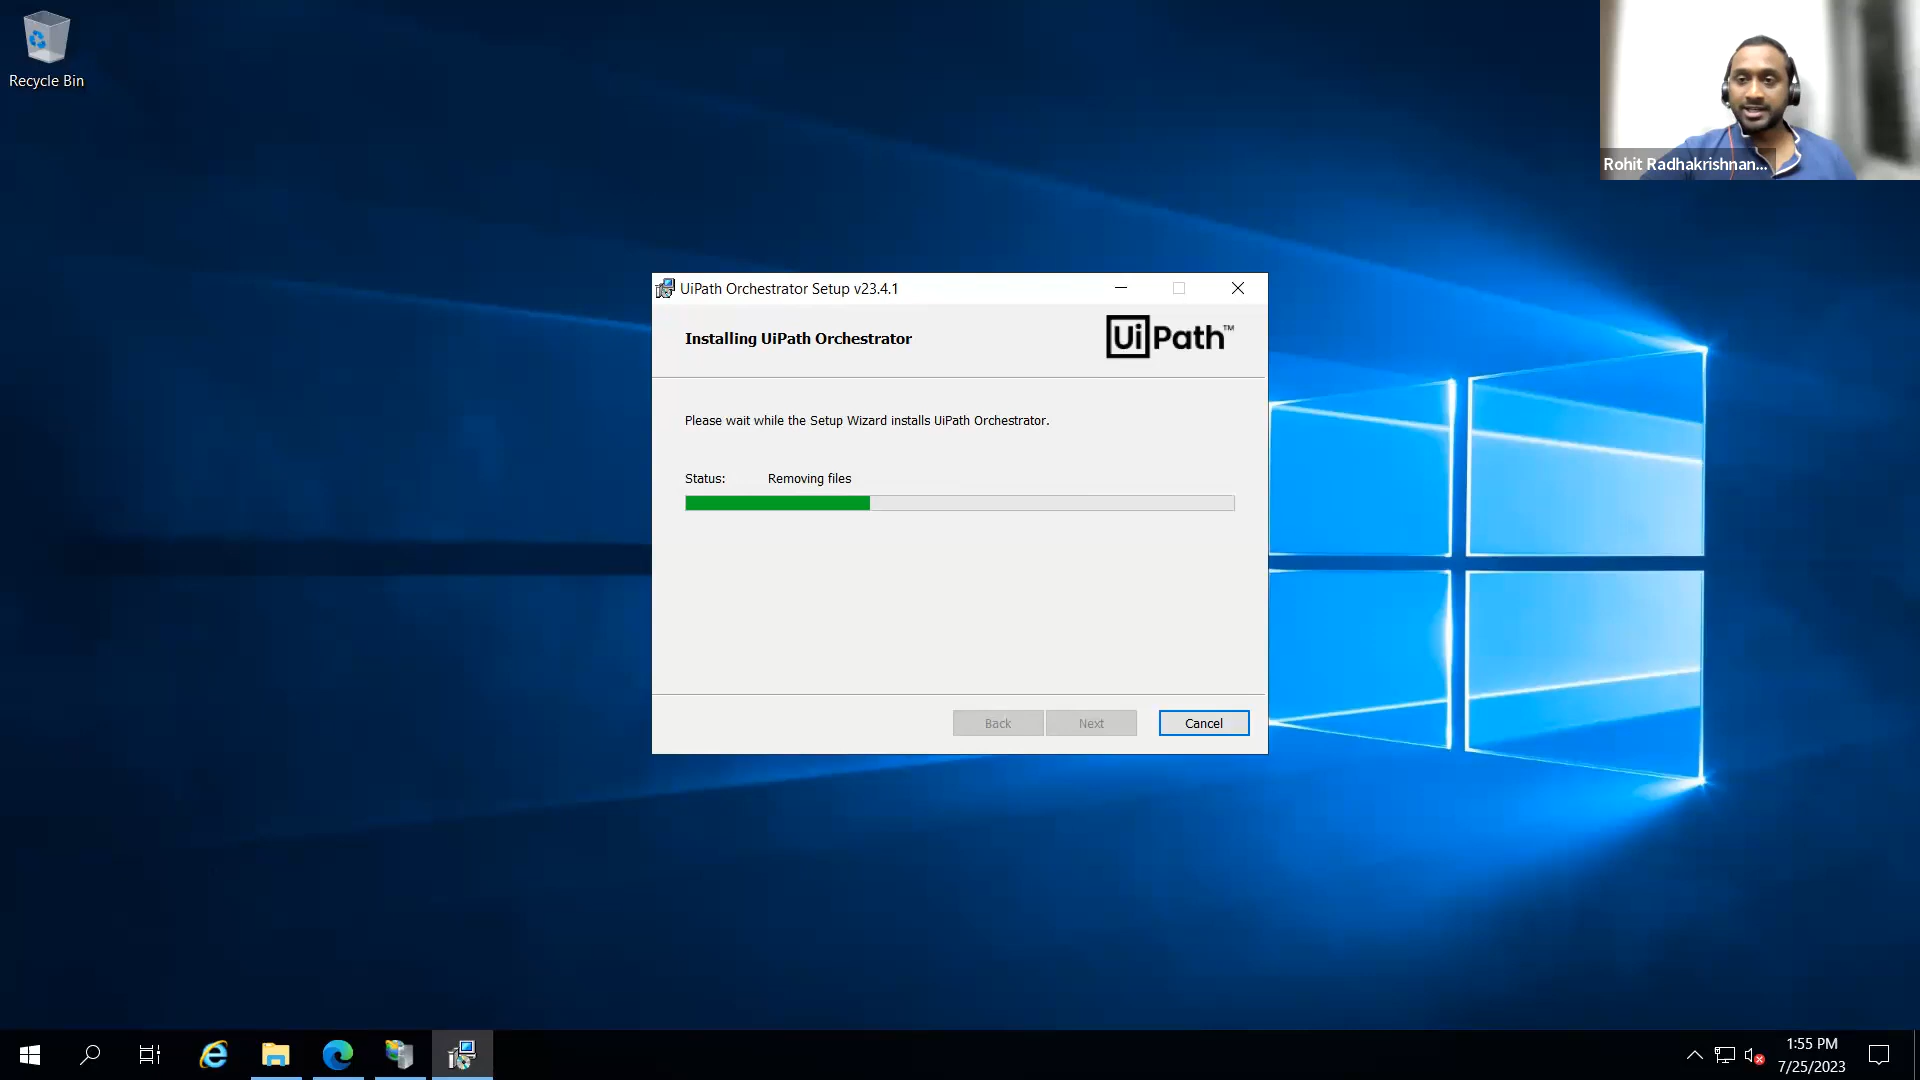 Recycle Bin
Rohit Radhakrishnan...
UiPath Orchestrator Setup v23.4.1
Installing UiPath Orchestrator
UiPath™
Please wait while the Setup Wizard installs UiPath Orchestrator.
Status: Removing files
Back Next Cancel
1:55 PM
7/25/2023